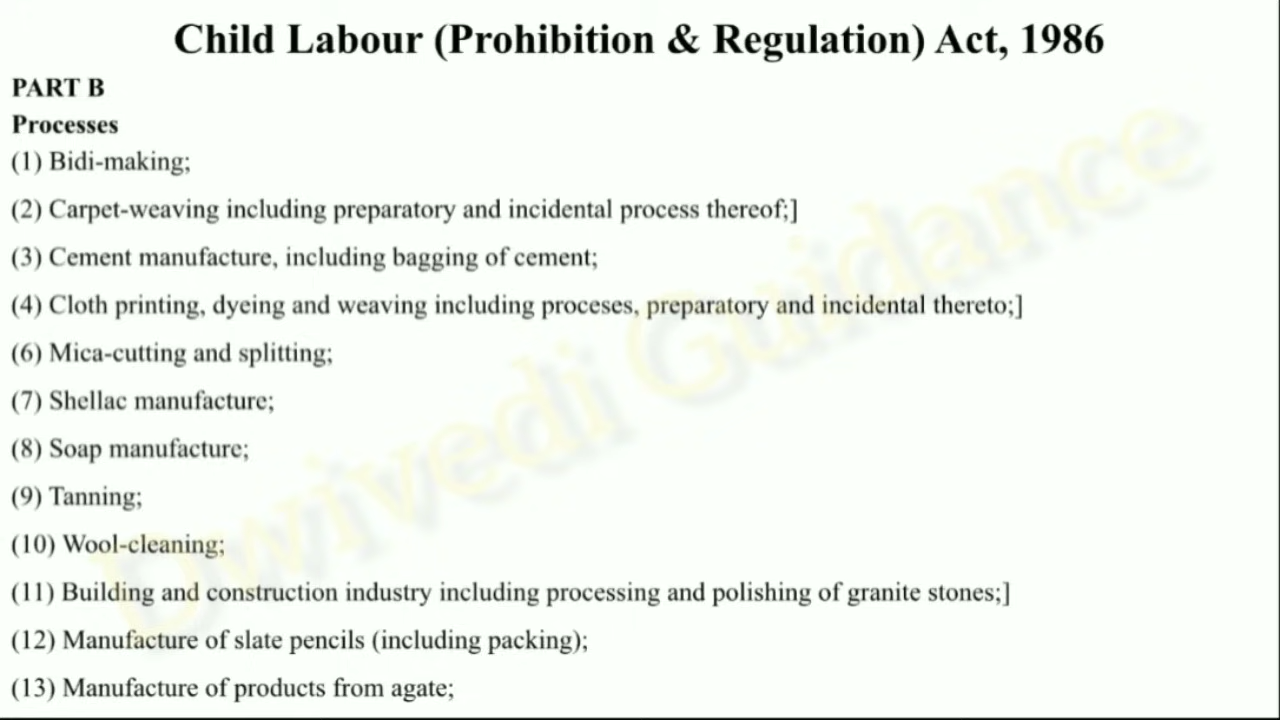 Child Labour (Prohibition & Regulation) Act, 1986
PART B
Processes
(1) Bidi-making;
(2) Carpet-weaving including preparatory and incidental process thereof;]
(3) Cement manufacture, including bagging of cement;
(4) Cloth printing, dyeing and weaving including proceses, preparatory and incidental thereto;]
(6) Mica-cutting and splitting;
(7) Shellac manufacture;
(8) Soap manufacture;
(9) Tanning;
(10) Wool-cleaning;
(11) Building and construction industry including processing and polishing of granite stones;]
(12) Manufacture of slate pencils (including packing);
(13) Manufacture of products from agate;
Dwivedi Guidance